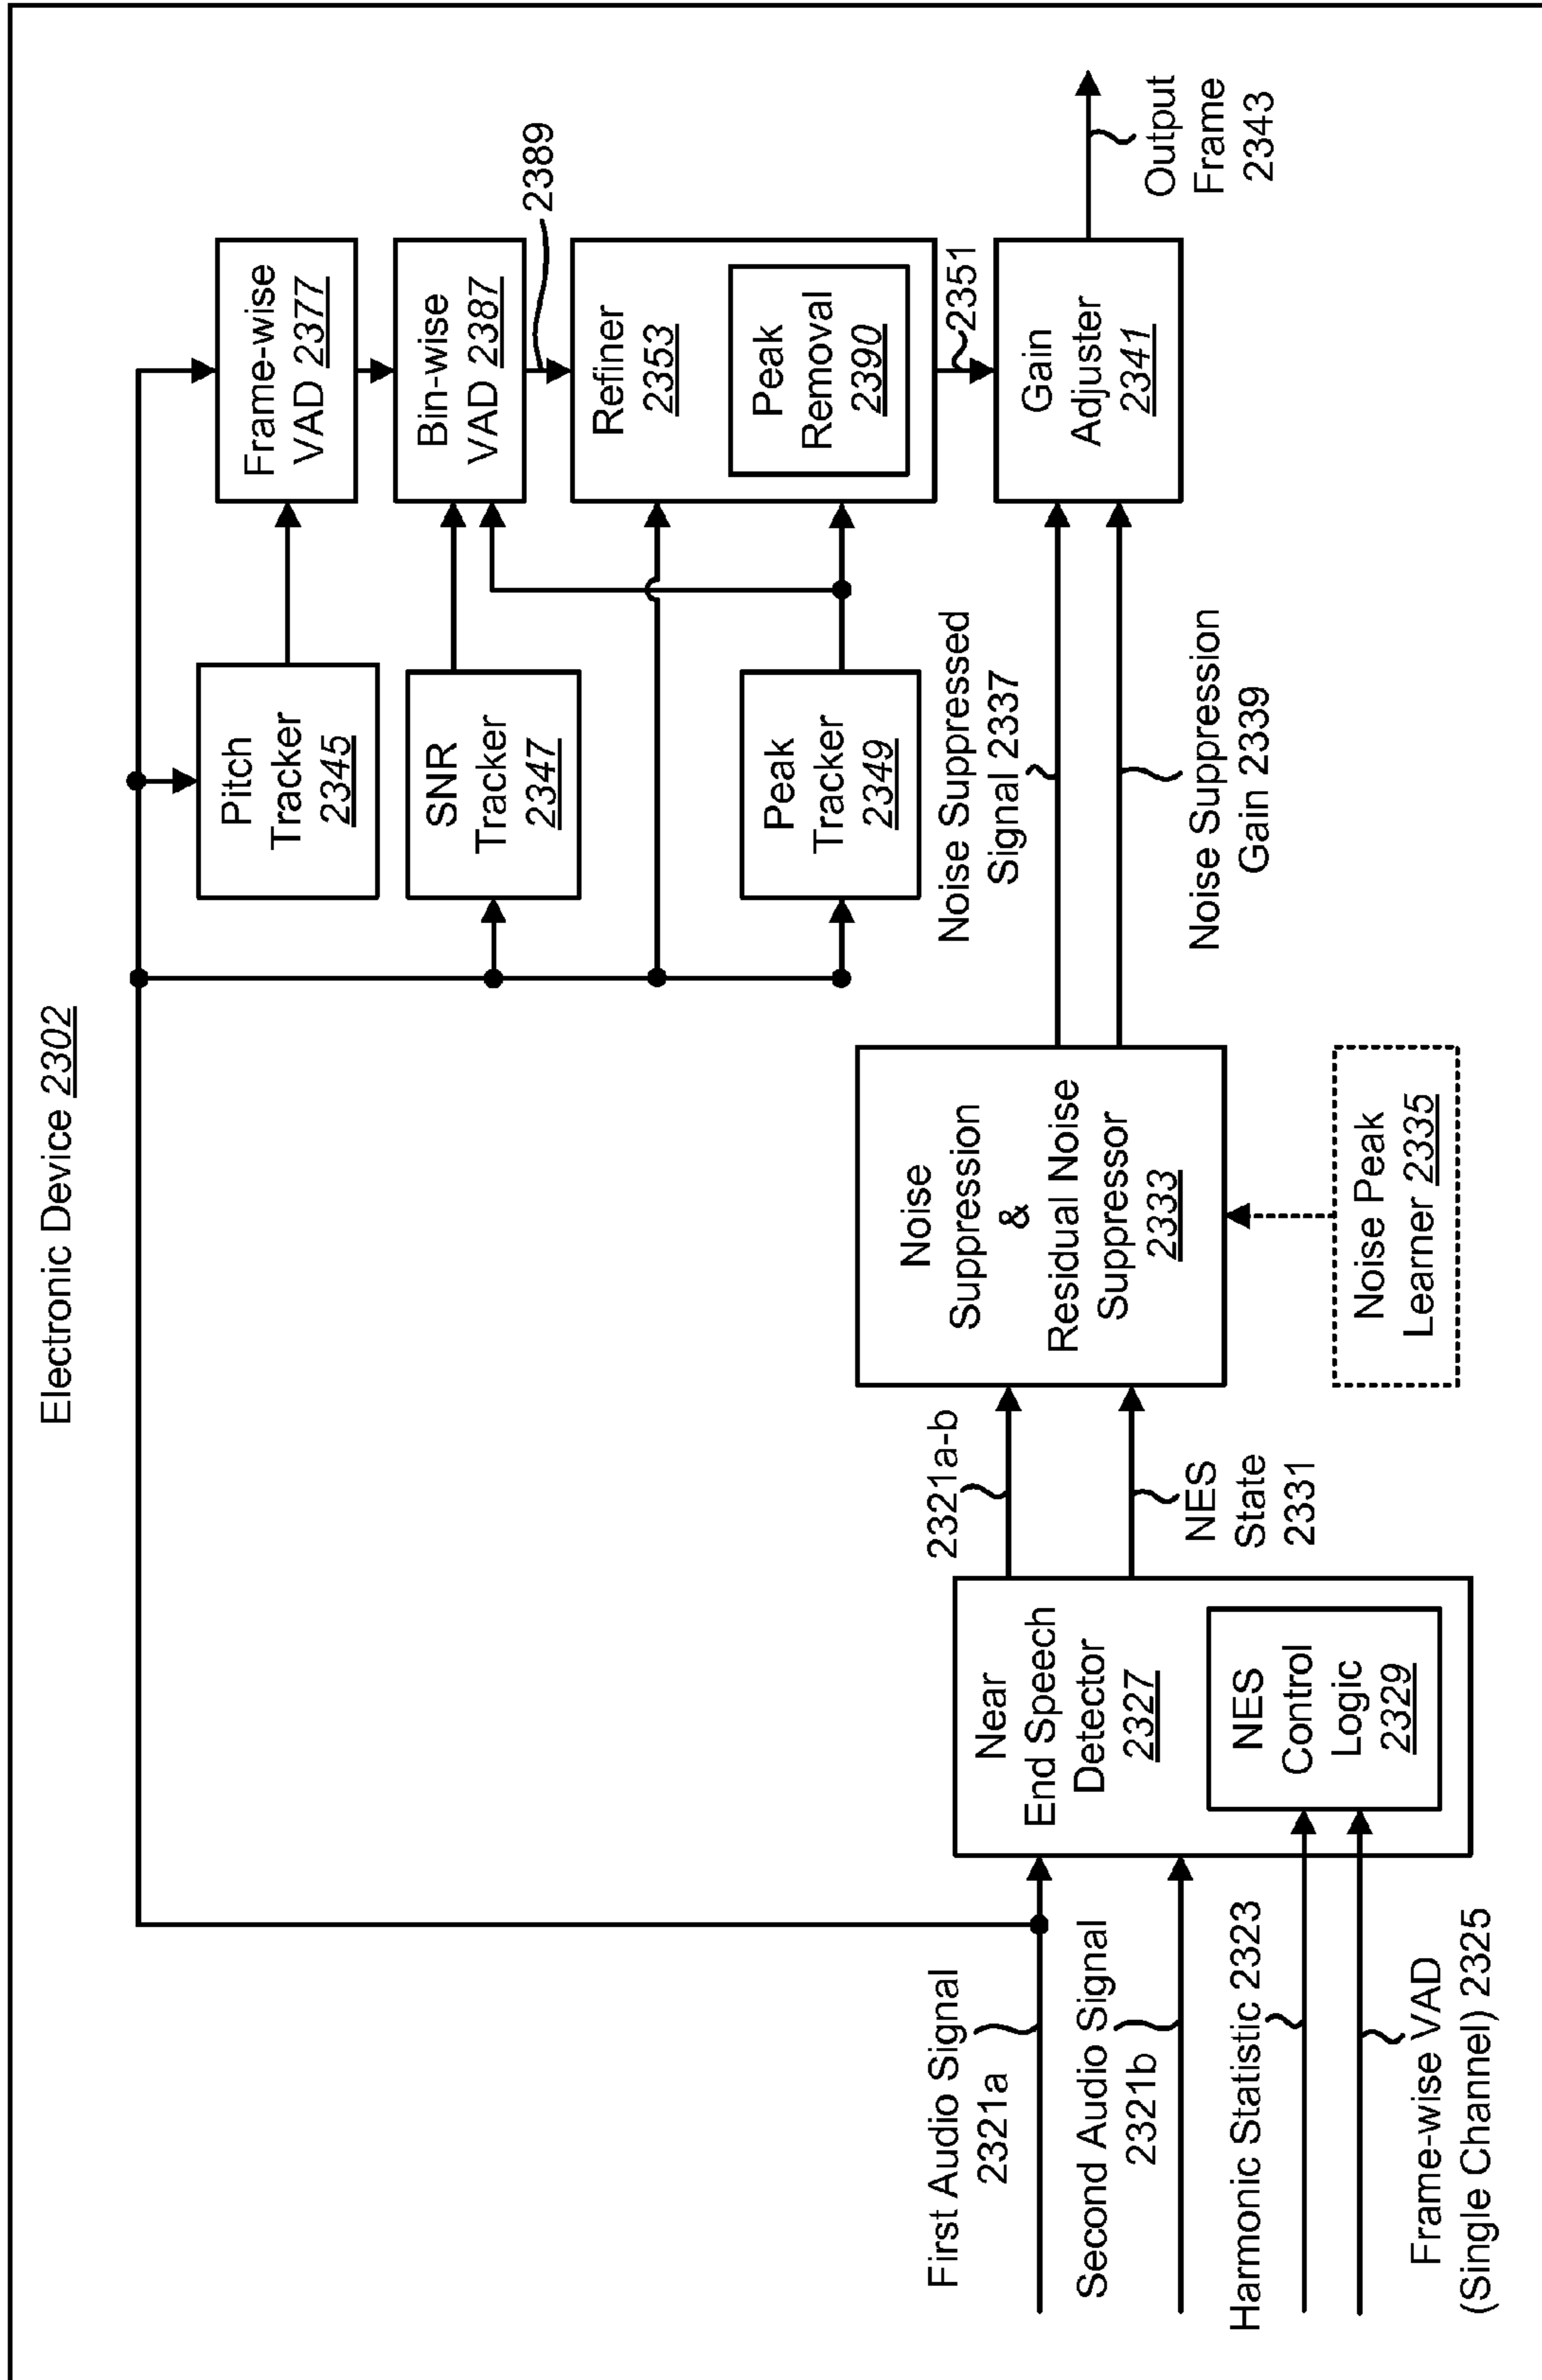 Electronic Device 2302
First Audio Signal
2321a
Second Audio Signal
2321b
Harmonic Statistic 2323
Frame-wise VAD
(Single Channel) 2325
Near
End Speech
Detector
2327
NES
Control
Logic
2329
2321a-b
NES
State
2331
Noise
Suppression
&
Residual Noise
Suppressor
2333
Noise Peak
Learner 2335
Pitch
Tracker
2345
SNR
Tracker
2347
Peak
Tracker
2349
Noise Suppressed
Signal 2337
Noise Suppression
Gain 2339
Frame-wise
VAD 2377
Bin-wise
VAD 2387
2389
Refiner
2353
Peak
Removal
2390
2351
Gain
Adjuster
2341
Output
Frame
2343